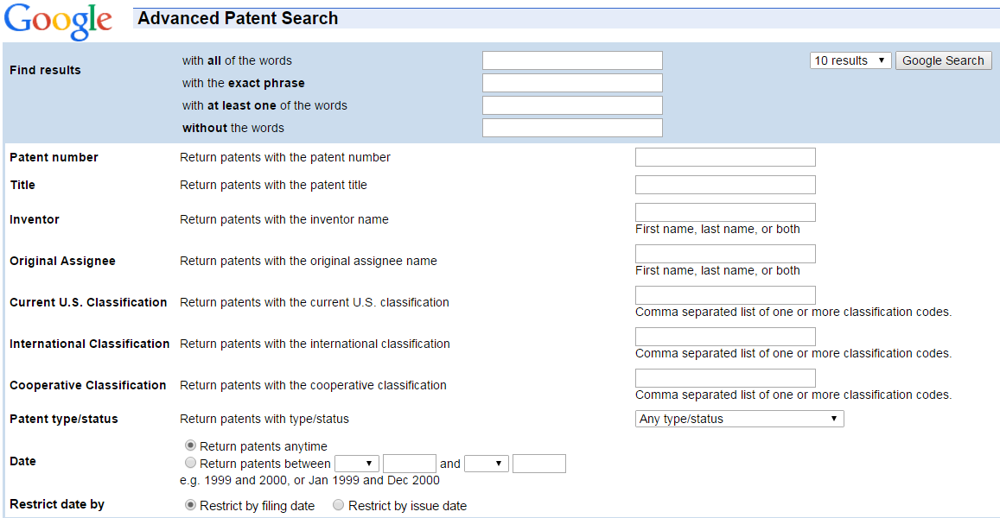 Google
Advanced Patent Search
Find results
with all of the words
10 results
Google Search
with the exact phrase
with at least one of the words
without the words
Patent number Return patents with the patent number
Title Return patents with the patent title
Inventor Return patents with the inventor name
First name, last name, or both
Original Assignee Return patents with the original assignee name
First name, last name, or both
Current U.S. Classification Return patents with the current U.S. classification
Comma separated list of one or more classification codes.
International Classification Return patents with the international classification
Comma separated list of one or more classification codes.
Cooperative Classification Return patents with the cooperative classification
Comma separated list of one or more classification codes.
Patent type/status Return patents with type/status Any type/status
Date
Return patents anytime
Return patents between and
e.g. 1999 and 2000, or Jan 1999 and Dec 2000
Restrict date by Restrict by filing date Restrict by issue date